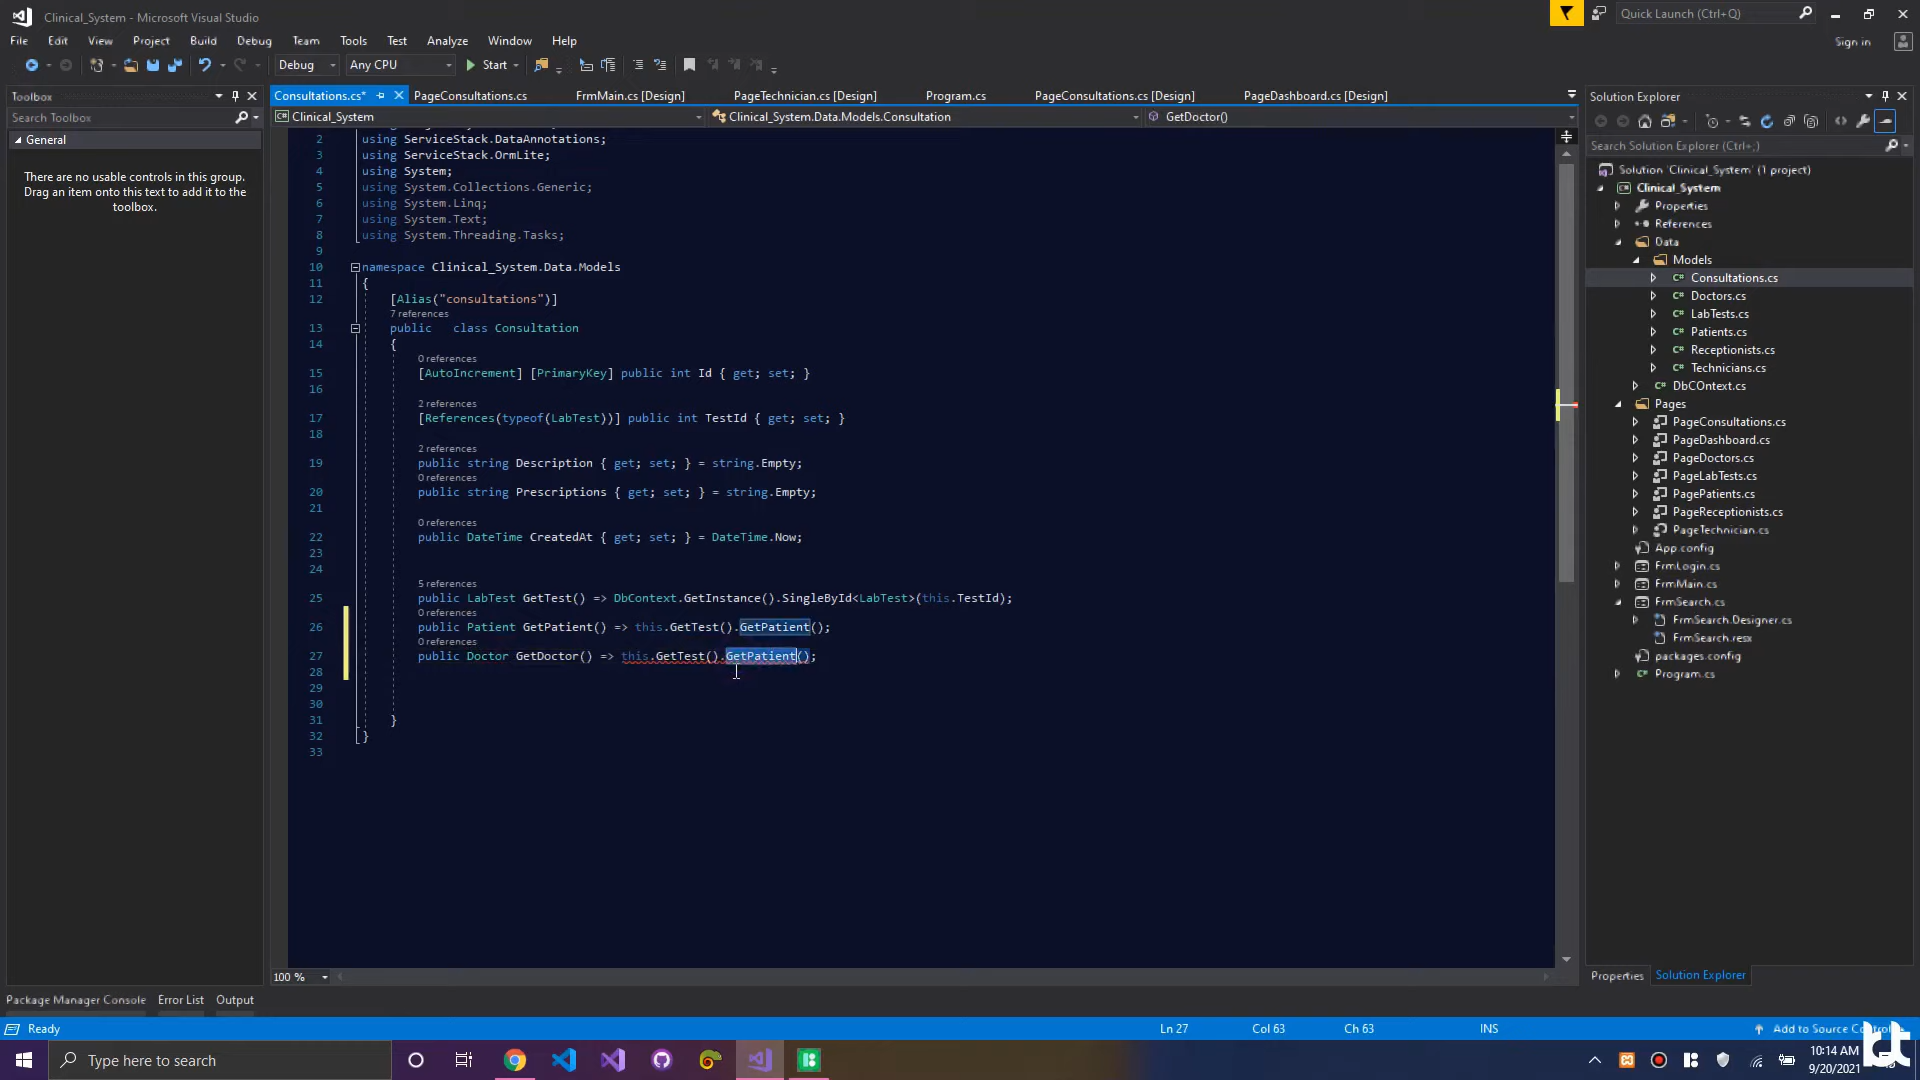 Clinical_System - Microsoft Visual Studio
Quick Launch (Ctrl+Q)
File Edit View Project Build Debug Team Tools Test Analyze Window Help
Sign in
Debug Any CPU Start
Toolbox
Search Toolbox
General
There are no usable controls in this group.
Drag an item onto this text to add it to the
toolbox.
Consultations.cs* PageConsultations.cs FrmMain.cs [Design] PageTechnician.cs [Design] Program.cs PageConsultations.cs [Design] PageDashboard.cs [Design]
Clinical_System Clinical_System.Data.Models.Consultation GetDoctor()
2 using ServiceStack.DataAnnotations;
3 using ServiceStack.OrmLite;
4 using System;
5 using System.Collections.Generic;
6 using System.Linq;
7 using System.Text;
8 using System.Threading.Tasks;
9
10 namespace Clinical_System.Data.Models
11 {
12 [Alias("consultations")]
7 references
13 public class Consultation
14 {
0 references
15 [AutoIncrement] [PrimaryKey] public int Id { get; set; }
16
2 references
17 [References(typeof(LabTest))] public int TestId { get; set; }
18
2 references
19 public string Description { get; set; } = string.Empty;
0 references
20 public string Prescriptions { get; set; } = string.Empty;
21
0 references
22 public DateTime CreatedAt { get; set; } = DateTime.Now;
23
24
5 references
25 public LabTest GetTest() => DbContext.GetInstance().SingleById<LabTest>(this.TestId);
0 references
26 public Patient GetPatient() => this.GetTest().GetPatient();
0 references
27 public Doctor GetDoctor() => this.GetTest().GetPatient();
28
29
30
31 }
32 }
33
100 %
Solution Explorer
Search Solution Explorer (Ctrl+;)
Solution 'Clinical_System' (1 project)
Clinical_System
Properties
References
Data
Models
C# Consultations.cs
C# Doctors.cs
C# LabTests.cs
C# Patients.cs
C# Receptionists.cs
C# Technicians.cs
C# DbCOntext.cs
Pages
PageConsultations.cs
PageDashboard.cs
PageDoctors.cs
PageLabTests.cs
PagePatients.cs
PageReceptionists.cs
PageTechnician.cs
App.config
FrmLogin.cs
FrmMain.cs
FrmSearch.cs
FrmSearch.Designer.cs
FrmSearch.resx
packages.config
C# Program.cs
Properties Solution Explorer
Package Manager Console Error List Output
Ready Ln 27 Col 63 Ch 63 INS Add to Source
Type here to search
10:14 AM
9/20/2021